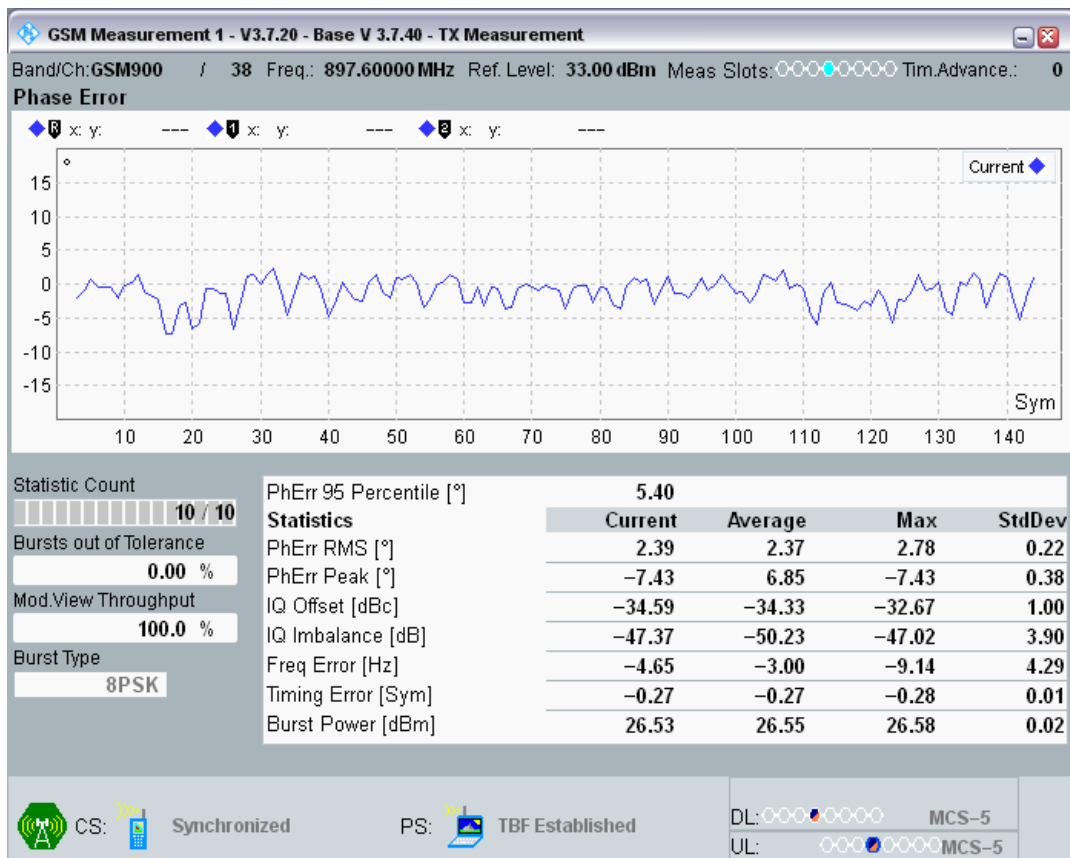 GSM Measurement 1 - V3.7.20 - Base V 3.7.40 - TX Measurement
Band/Ch:GSM900 / 38 Freq.: 897.60000 MHz Ref. Level: 33.00 dBm Meas Slots: Tim.Advance.: 0
Phase Error
R x: y: --- 1 x: y: --- 2 x: y: ---
°
Current
15
10
5
0
-5
-10
-15
Sym
10 20 30 40 50 60 70 80 90 100 110 120 130 140
Statistic Count
10 / 10
Bursts out of Tolerance
0.00 %
Mod.View Throughput
100.0 %
Burst Type
8PSK
PhErr 95 Percentile [°] 5.40
Statistics Current Average Max StdDev
PhErr RMS [°] 2.39 2.37 2.78 0.22
PhErr Peak [°] −7.43 6.85 −7.43 0.38
IQ Offset [dBc] −34.59 −34.33 −32.67 1.00
IQ Imbalance [dB] −47.37 −50.23 −47.02 3.90
Freq Error [Hz] −4.65 −3.00 −9.14 4.29
Timing Error [Sym] −0.27 −0.27 −0.28 0.01
Burst Power [dBm] 26.53 26.55 26.58 0.02
CS: Synchronized PS: TBF Established
DL: MCS−5
UL: MCS−5